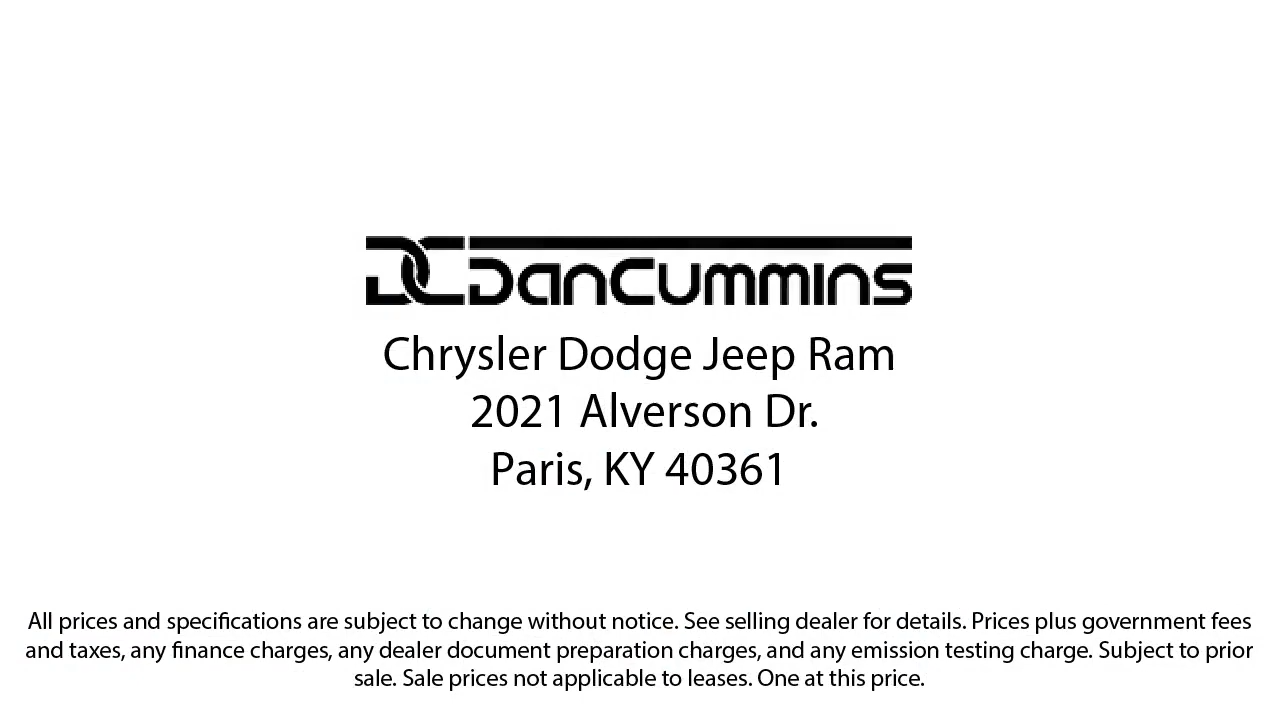 DC DanCummins
Chrysler Dodge Jeep Ram
2021 Alverson Dr.
Paris, KY 40361
All prices and specifications are subject to change without notice. See selling dealer for details. Prices plus government fees
and taxes, any finance charges, any dealer document preparation charges, and any emission testing charge. Subject to prior
sale. Sale prices not applicable to leases. One at this price.